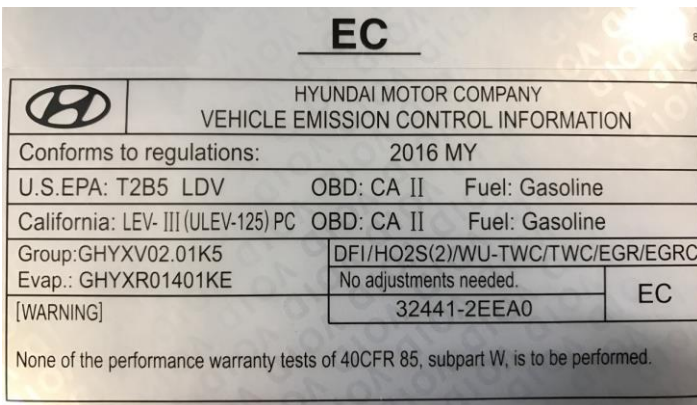 EC
8
HYUNDAI MOTOR COMPANY
VEHICLE EMISSION CONTROL INFORMATION
Conforms to regulations: 2016 MY
U.S.EPA: T2B5 LDV OBD: CA II Fuel: Gasoline
California: LEV- III (ULEV-125) PC OBD: CA II Fuel: Gasoline
Group:GHYXV02.01K5 DFI/HO2S(2)/WU-TWC/TWC/EGR/EGRC
Evap.: GHYXR01401KE No adjustments needed. EC
[WARNING] 32441-2EEA0
None of the performance warranty tests of 40CFR 85, subpart W, is to be performed.